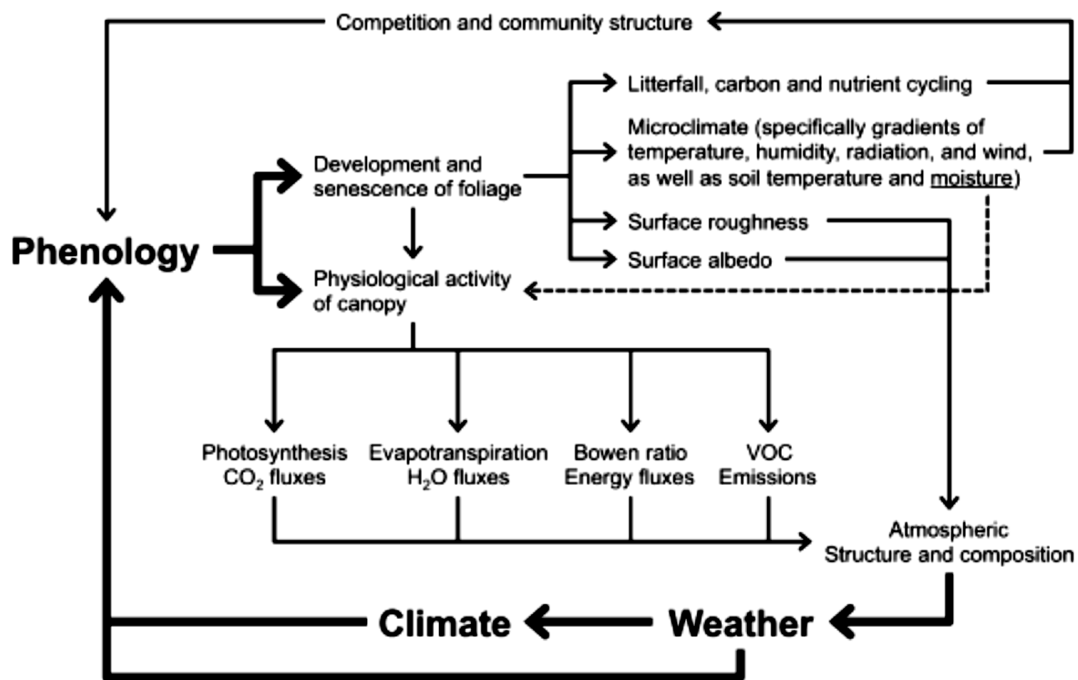 Competition and community structure
Litterfall, carbon and nutrient cycling
Microclimate (specifically gradients of
temperature, humidity, radiation, and wind,
as well as soil temperature and moisture)
Development and
senescence of foliage
Surface roughness
Phenology
Surface albedo
Physiological activity
of canopy
Photosynthesis
CO₂ fluxes
Evapotranspiration
H₂O fluxes
Bowen ratio
Energy fluxes
VOC
Emissions
Atmospheric
Structure and composition
Climate
Weather